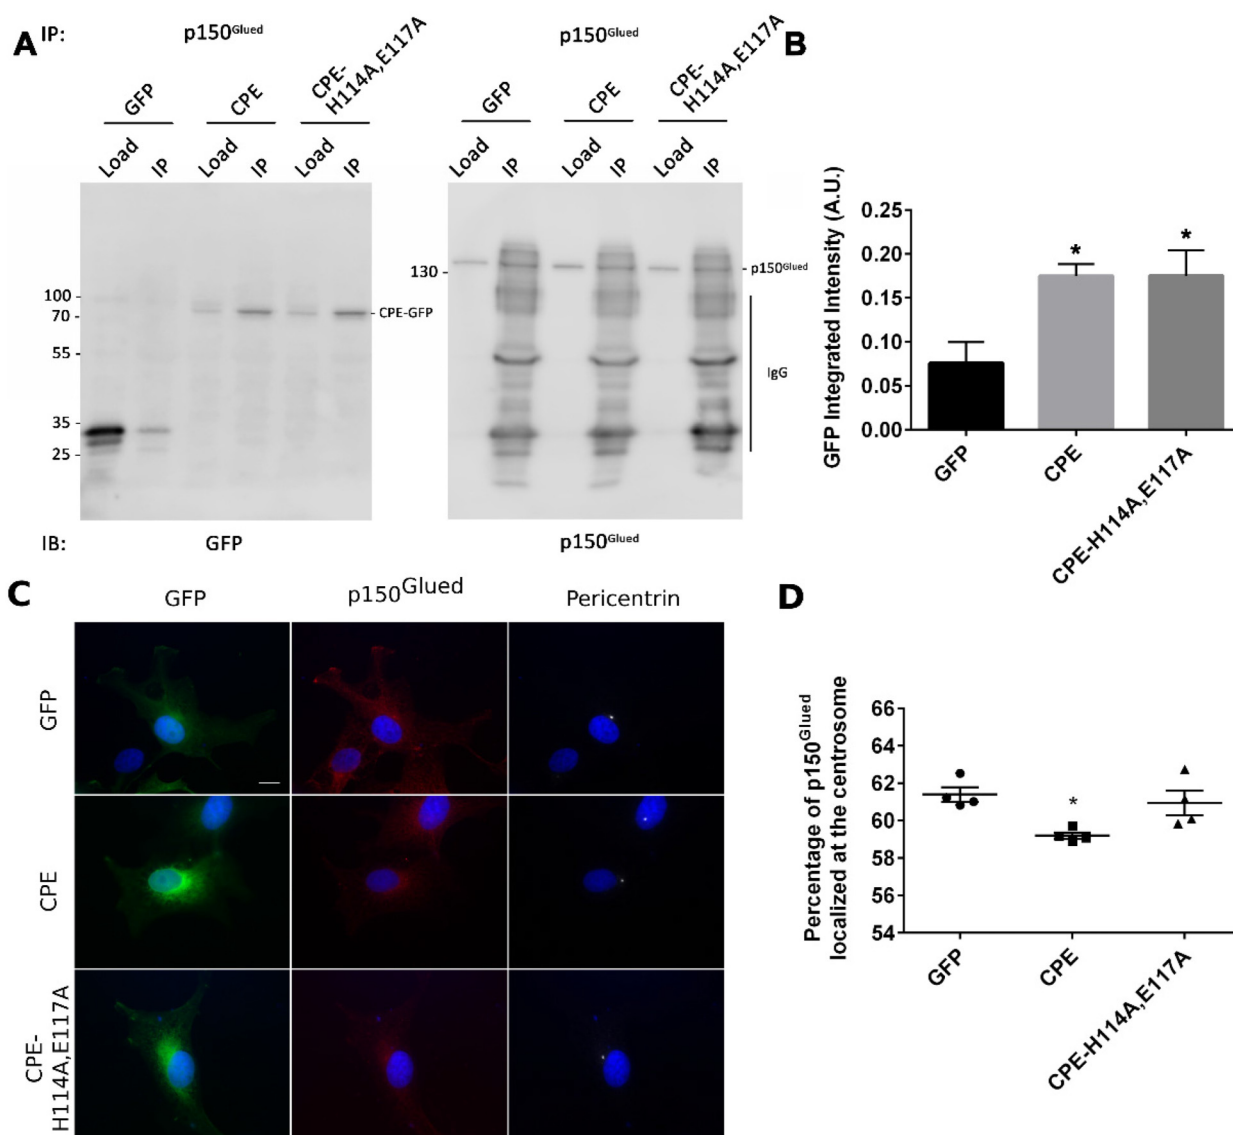 A IP: p150Glued p150Glued
GFP CPE CPE-H114A,E117A GFP CPE CPE-H114A,E117A
Load IP Load IP Load IP Load IP Load IP Load IP
100
70
55
35
25
CPE-GFP
130
p150Glued
IgG
IB: GFP p150Glued
B
GFP Integrated Intensity (A.U.)
0.25
0.20
0.15
0.10
0.05
0.00
* *
GFP CPE CPE-H114A,E117A
C
GFP p150Glued Pericentrin
GFP
CPE
CPE-
H114A,E117A
D
Percentage of p150Glued
localized at the centrosome
66
64
62
60
58
56
54
*
GFP CPE CPE-H114A,E117A